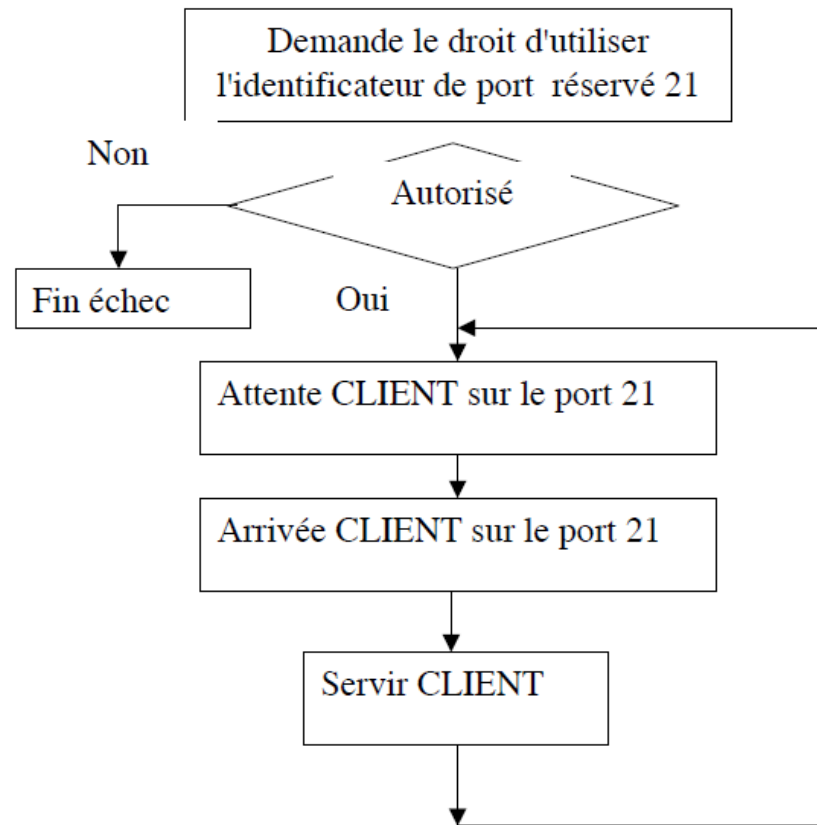 Demande le droit d'utiliser
l'identificateur de port réservé 21
Non
Autorisé
Fin échec
Oui
Attente CLIENT sur le port 21
Arrivée CLIENT sur le port 21
Servir CLIENT